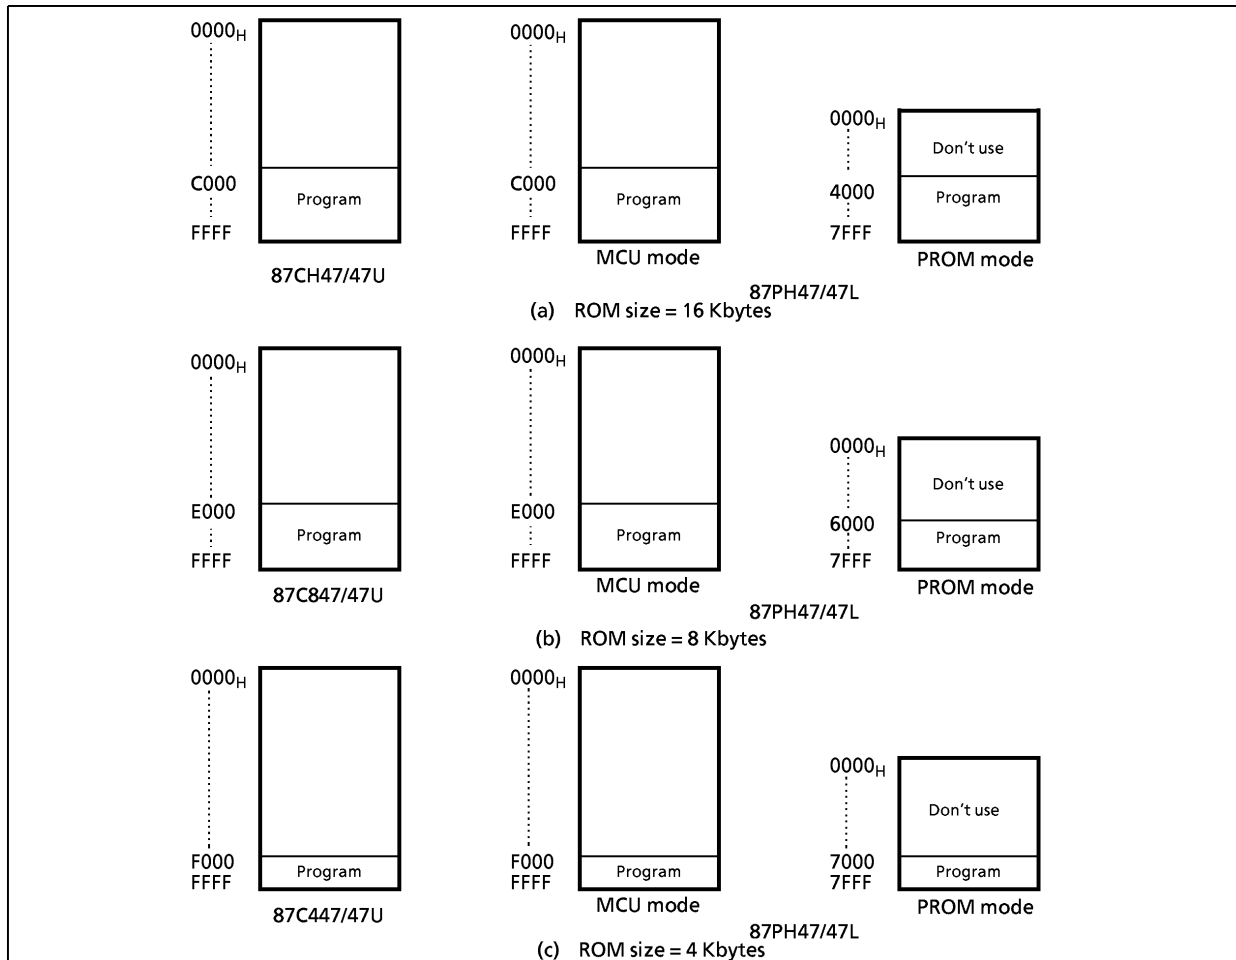 0000H
C000
FFFF
Program
87CH47/47U
0000H
C000
FFFF
Program
MCU mode
0000H
4000
7FFF
Don't use
Program
PROM mode
87PH47/47L
(a) ROM size = 16 Kbytes
0000H
E000
FFFF
Program
87C847/47U
0000H
E000
FFFF
Program
MCU mode
0000H
6000
7FFF
Don't use
Program
PROM mode
87PH47/47L
(b) ROM size = 8 Kbytes
0000H
F000
FFFF
Program
87C447/47U
0000H
F000
FFFF
Program
MCU mode
0000H
7000
7FFF
Don't use
Program
PROM mode
87PH47/47L
(c) ROM size = 4 Kbytes